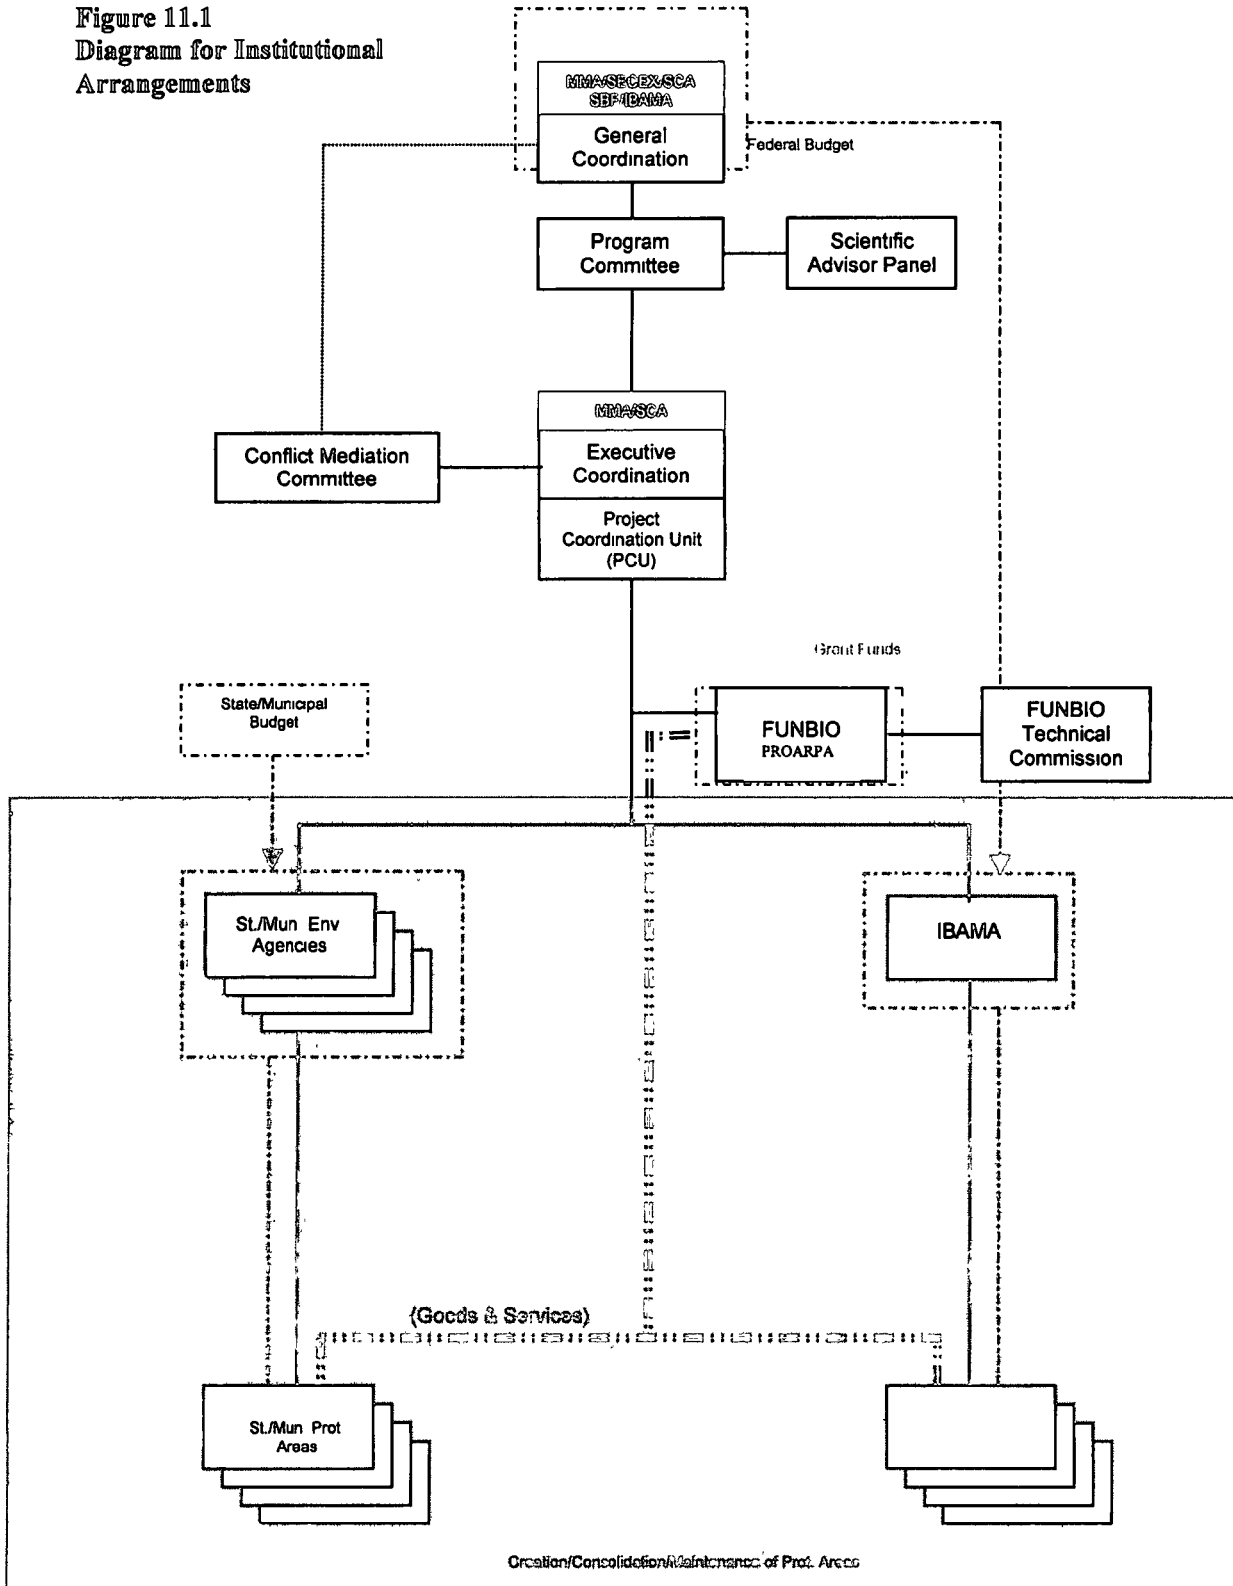 Figure 11.1
Diagram for Institutional
Arrangements
MMA/SECEX/SCA
SBF/IBAMA
General
Coordination
Federal Budget
Program
Committee
Scientific
Advisor Panel
MMA/SCA
Conflict Mediation
Committee
Executive
Coordination
Project
Coordination Unit
(PCU)
Grant Funds
State/Municipal
Budget
FUNBIO
PROARPA
FUNBIO
Technical
Commission
St./Mun Env
Agencies
IBAMA
(Goods & Services)
St./Mun Prot
Areas
Creation/Consolidation/Maintenance of Prot. Areas